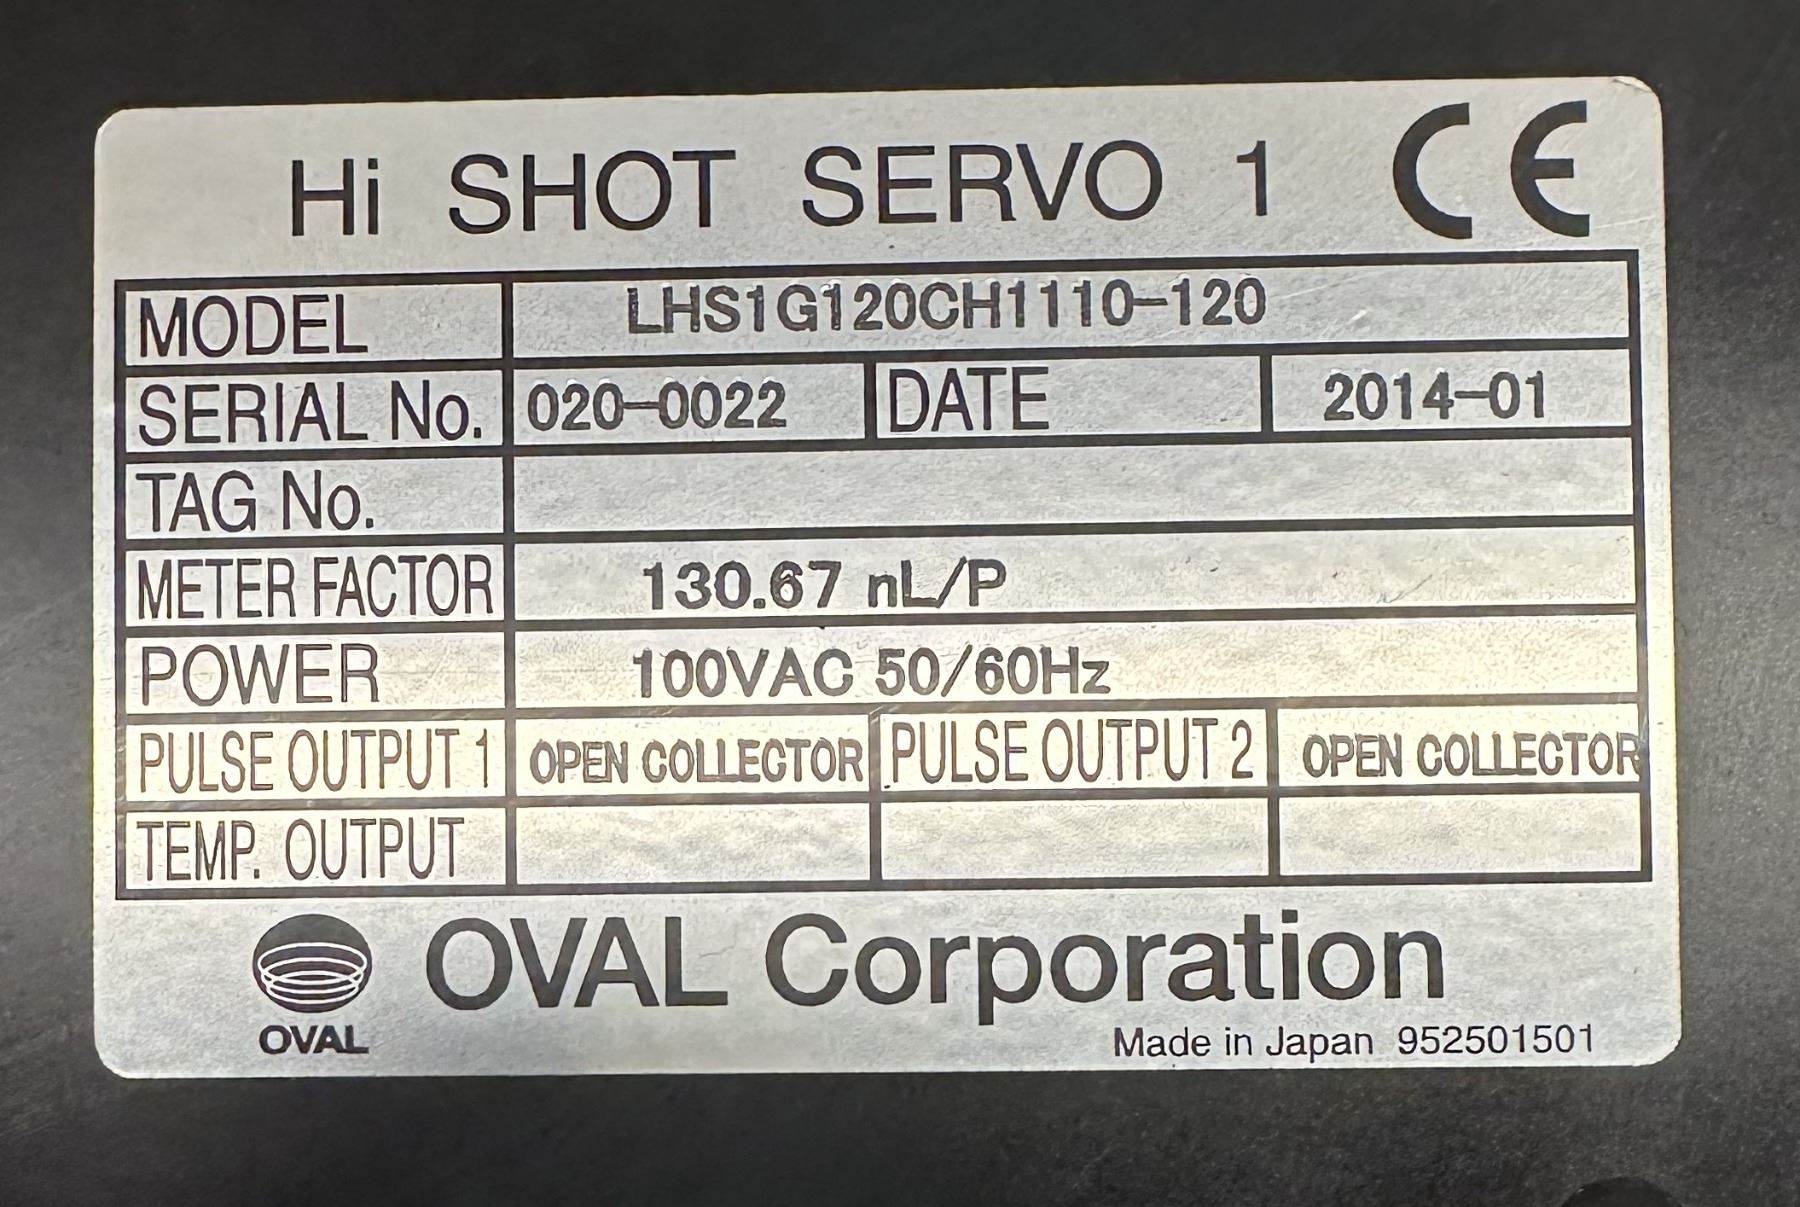 Hi SHOT SERVO 1 CE
MODEL LHS1G120CH1110-120
SERIAL No. 020-0022 DATE 2014-01
TAG No.
METER FACTOR 130.67 nL/P
POWER 100VAC 50/60Hz
PULSE OUTPUT 1 OPEN COLLECTOR PULSE OUTPUT 2 OPEN COLLECTOR
TEMP. OUTPUT
OVAL Corporation
OVAL
Made in Japan 952501501